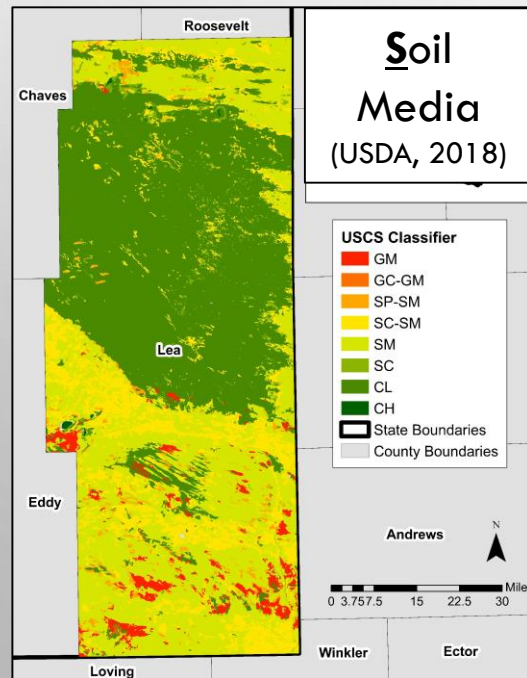 Roosevelt
Chaves
Soil
Media
(USDA, 2018)
USCS Classifier
GM
GC-GM
SP-SM
SC-SM
SM
SC
CL
CH
State Boundaries
County Boundaries
Lea
Eddy
Andrews
N
Mile
0 3.757.5 15 22.5 30
Winkler Ector
Loving